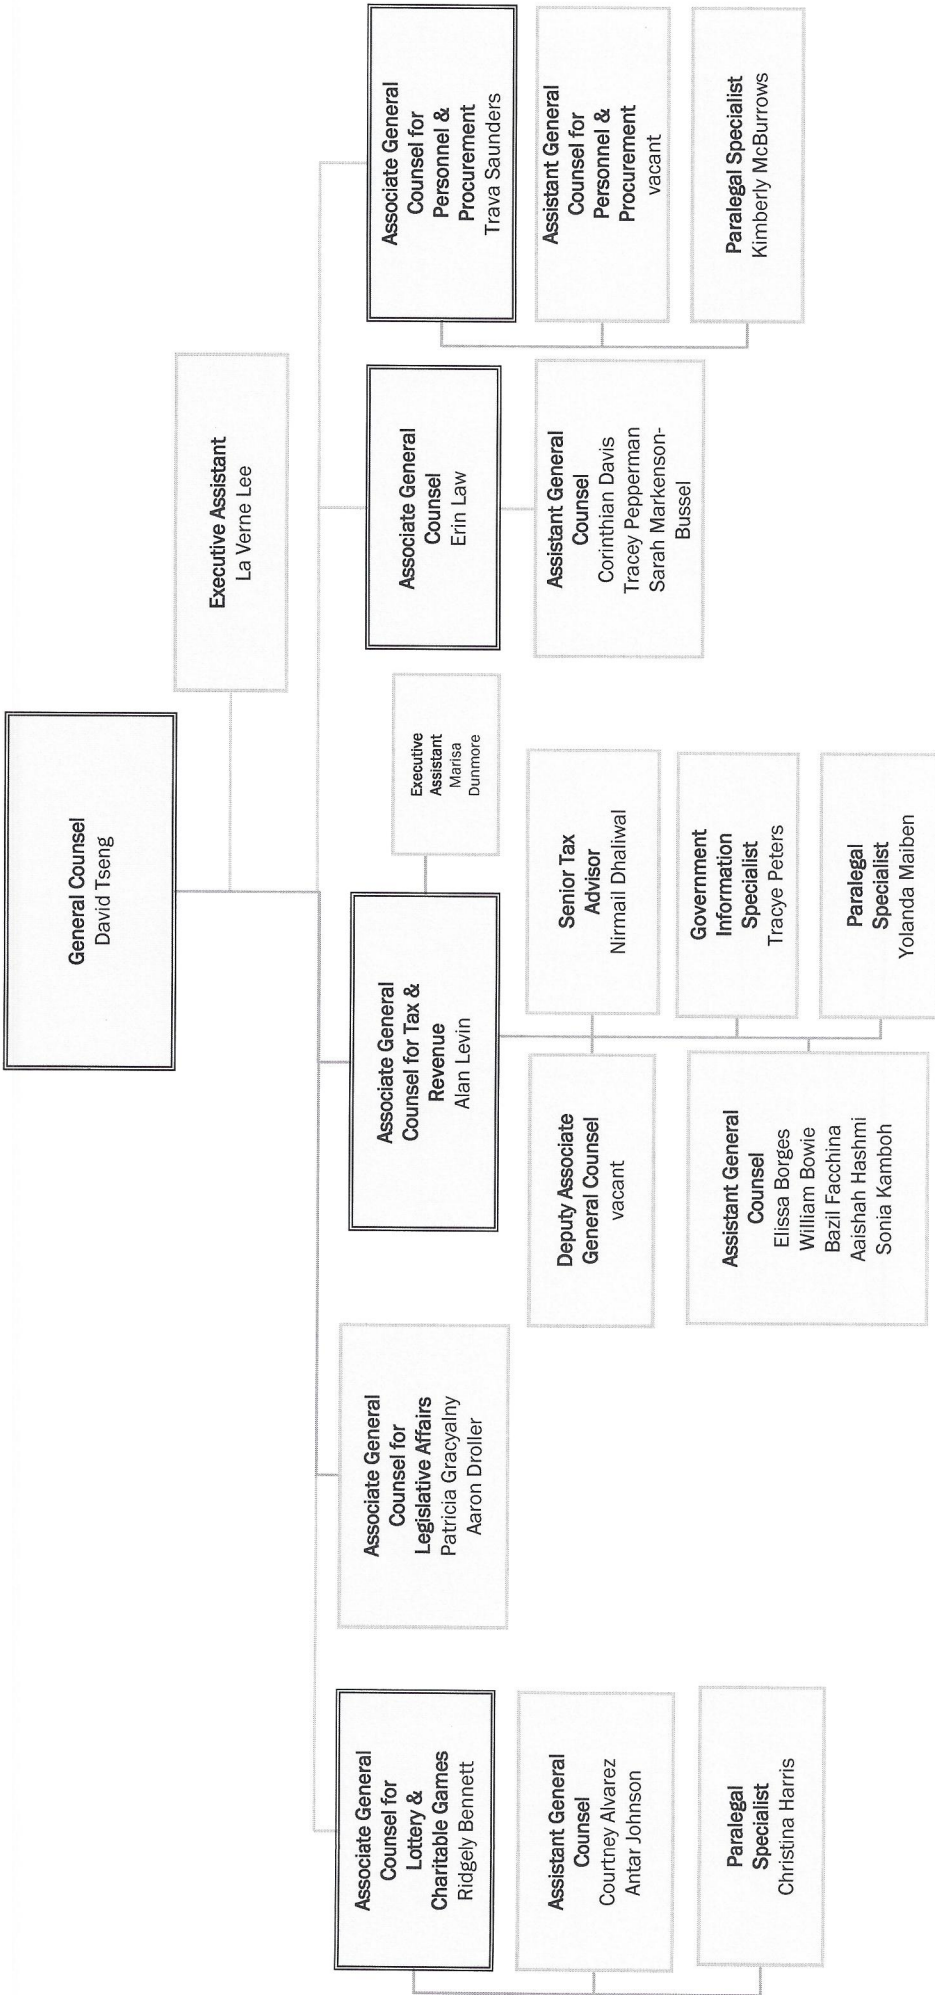 General Counsel
David Tseng
Executive Assistant
La Verne Lee
Associate General
Counsel for
Lottery &
Charitable Games
Ridgely Bennett
Assistant General
Counsel
Courtney Alvarez
Antar Johnson
Paralegal
Specialist
Christina Harris
Associate General
Counsel for
Legislative Affairs
Patricia Gracyalny
Aaron Droller
Associate General
Counsel for Tax &
Revenue
Alan Levin
Executive
Assistant
Marisa
Dunmore
Deputy Associate
General Counsel
vacant
Senior Tax
Advisor
Nirmail Dhaliwal
Assistant General
Counsel
Elissa Borges
William Bowie
Bazil Facchina
Aaishah Hashmi
Sonia Kamboh
Government
Information
Specialist
Tracye Peters
Paralegal
Specialist
Yolanda Maiben
Associate General
Counsel
Erin Law
Assistant General
Counsel
Corinthian Davis
Tracey Pepperman
Sarah Markenson-
Bussel
Associate General
Counsel for
Personnel &
Procurement
Trava Saunders
Assistant General
Counsel for
Personnel &
Procurement
vacant
Paralegal Specialist
Kimberly McBurrows